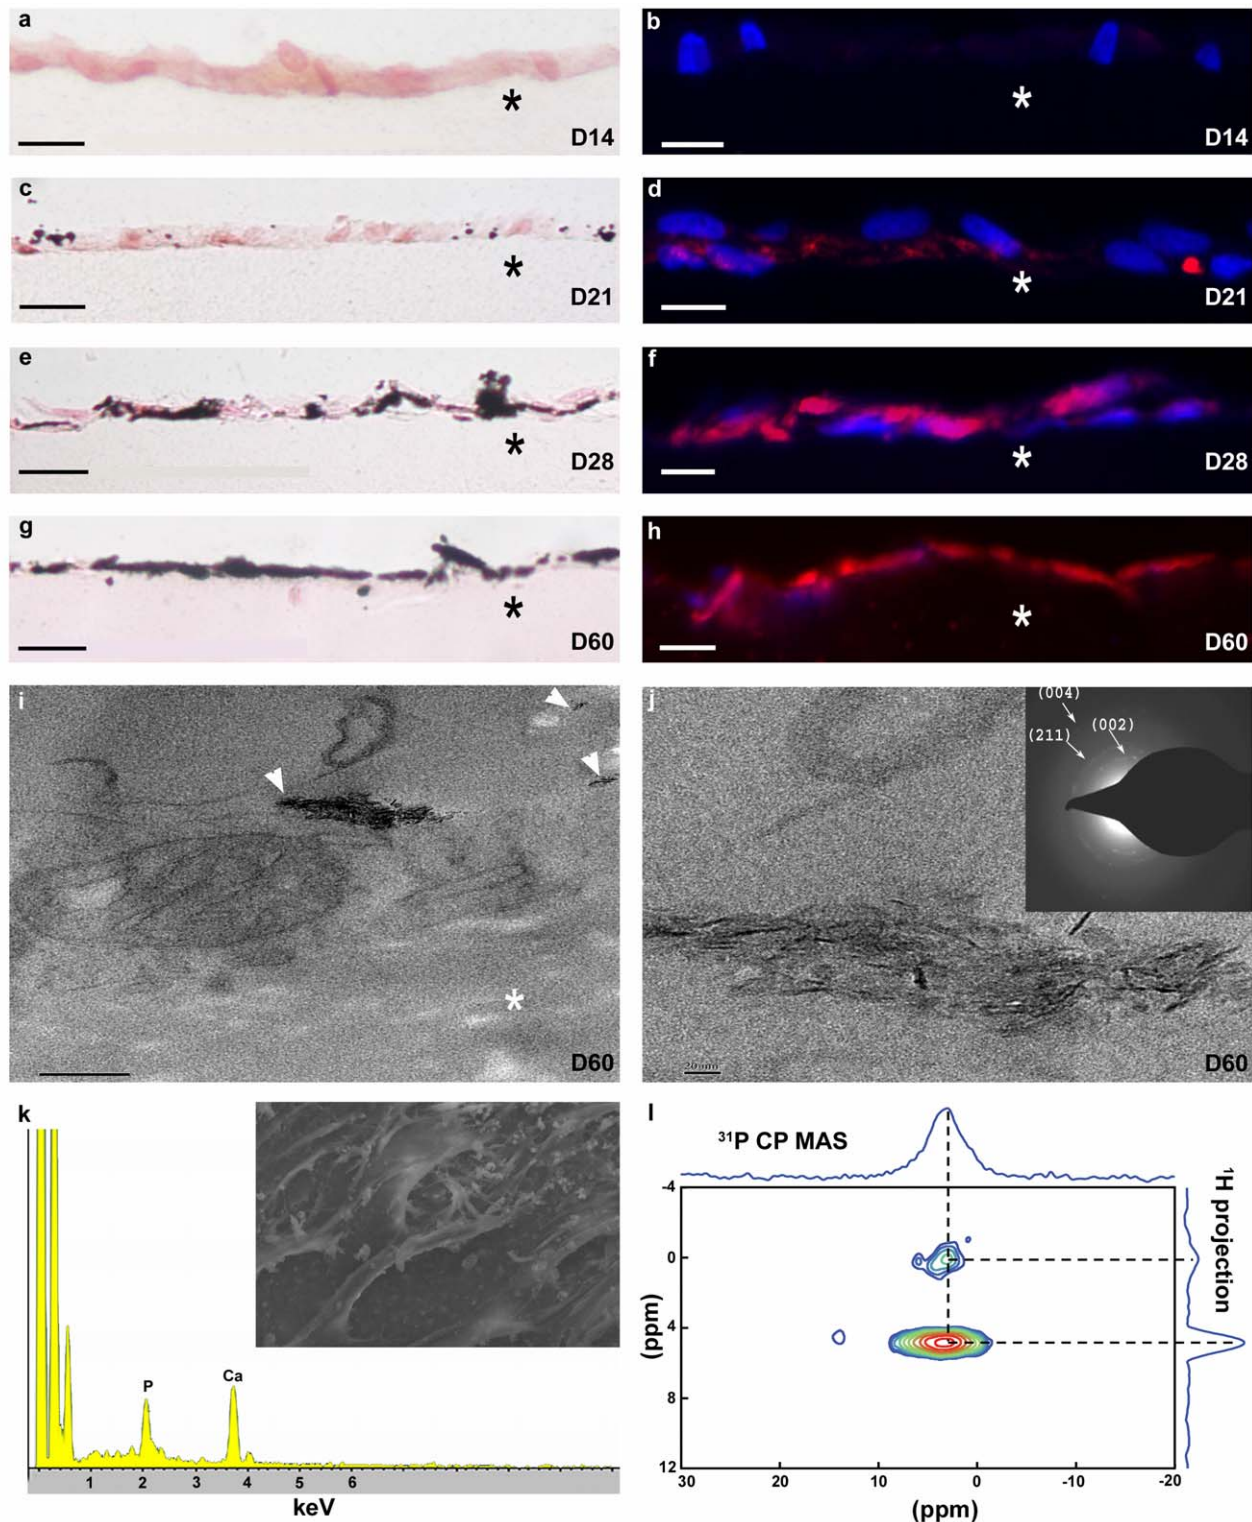 a
*
D14
b
*
D14
c
*
D21
d
*
D21
e
*
D28
f
*
D28
g
*
D60
h
*
D60
i
*
D60
j
(004)
(211)
(002)
20 nm
D60
k
P
Ca
1 2 3 4 5 6
keV
l
31P CP MAS
1H projection
-4
0
4
8
12
(ppm)
30 20 10 0 -10 -20
(ppm)